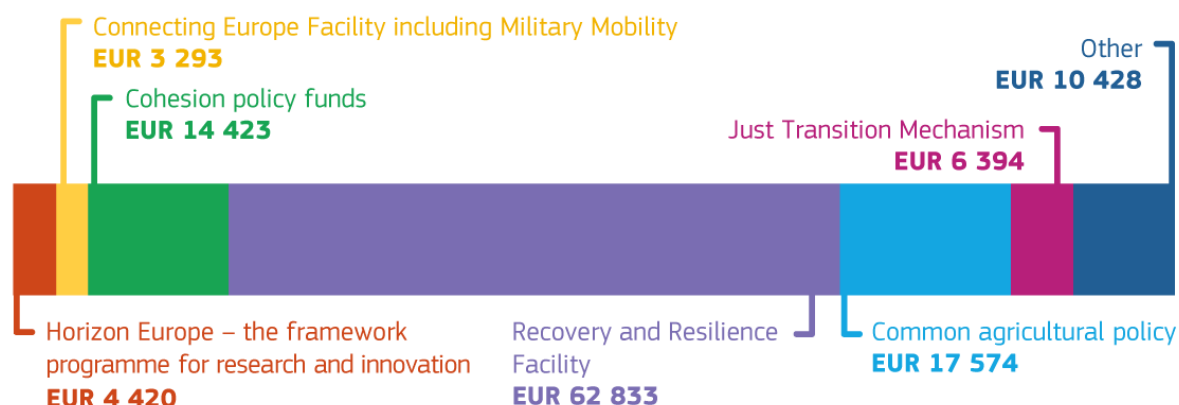 Connecting Europe Facility including Military Mobility
EUR 3 293
Other
EUR 10 428
Cohesion policy funds
EUR 14 423
Just Transition Mechanism
EUR 6 394
Horizon Europe – the framework
programme for research and innovation
EUR 4 420
Recovery and Resilience
Facility
EUR 62 833
Common agricultural policy
EUR 17 574